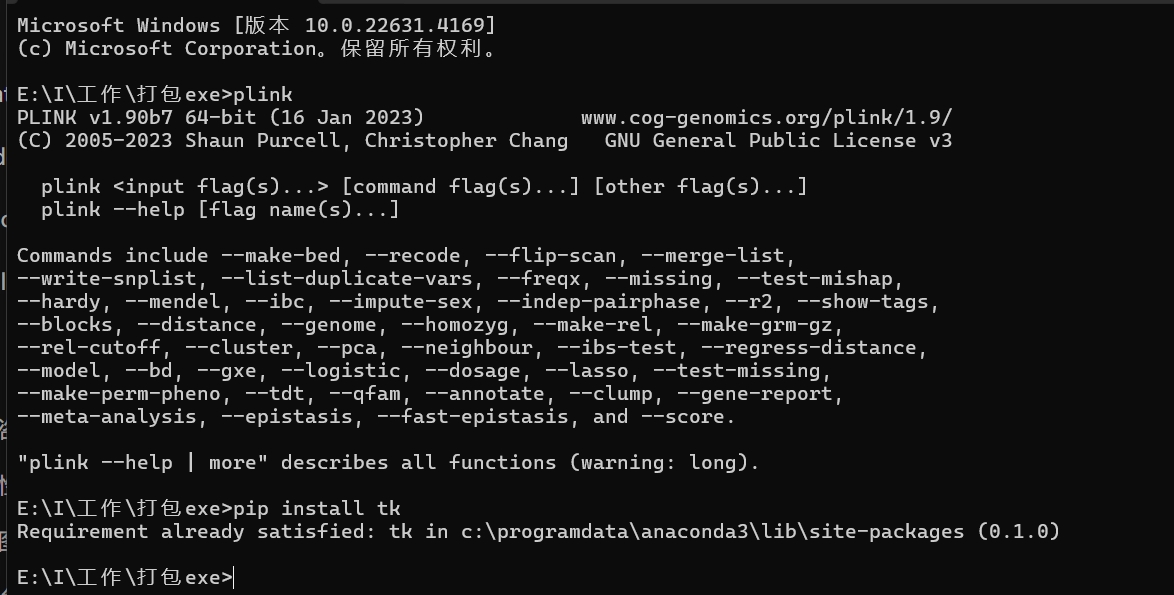 Microsoft Windows [版本 10.0.22631.4169]
(c) Microsoft Corporation。保留所有权利。
E:\I\工作\打包exe>plink
PLINK v1.90b7 64-bit (16 Jan 2023)             www.cog-genomics.org/plink/1.9/
(C) 2005-2023 Shaun Purcell, Christopher Chang   GNU General Public License v3
  plink <input flag(s)...> [command flag(s)...] [other flag(s)...]
  plink --help [flag name(s)...]
Commands include --make-bed, --recode, --flip-scan, --merge-list,
--write-snplist, --list-duplicate-vars, --freqx, --missing, --test-mishap,
--hardy, --mendel, --ibc, --impute-sex, --indep-pairphase, --r2, --show-tags,
--blocks, --distance, --genome, --homozyg, --make-rel, --make-grm-gz,
--rel-cutoff, --cluster, --pca, --neighbour, --ibs-test, --regress-distance,
--model, --bd, --gxe, --logistic, --dosage, --lasso, --test-missing,
--make-perm-pheno, --tdt, --qfam, --annotate, --clump, --gene-report,
--meta-analysis, --epistasis, --fast-epistasis, and --score.
"plink --help | more" describes all functions (warning: long).
E:\I\工作\打包exe>pip install tk
Requirement already satisfied: tk in c:\programdata\anaconda3\lib\site-packages (0.1.0)
E:\I\工作\打包exe>